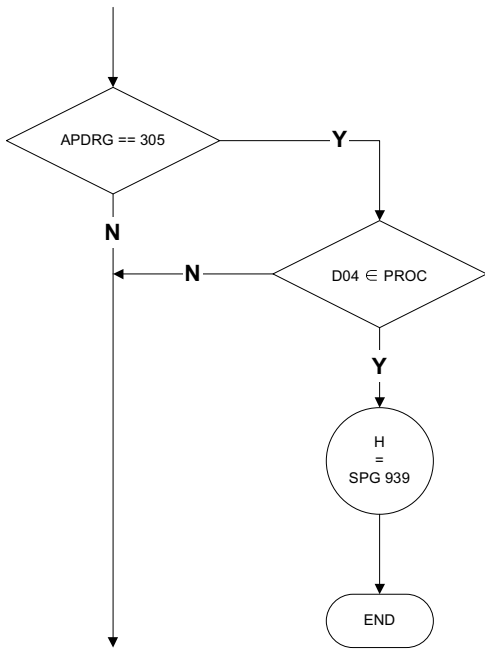 APDRG == 305
Y
N
N
D04 ∈ PROC
Y
H
=
SPG 939
END